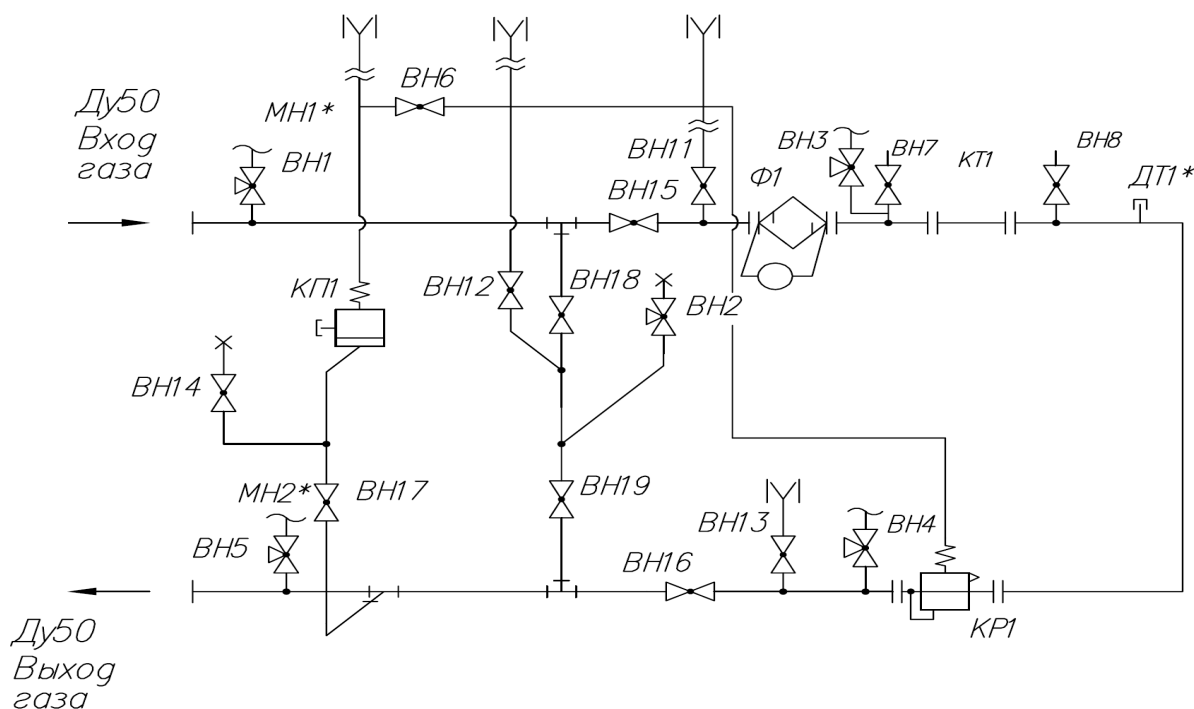 ВН6
Ду50
Вход
газа
МН1*
ВН1
ВН11
ВН15
Ф1
ВН3
ВН7
КТ1
ВН8
ДТ1*
КП1
ВН12
ВН18
ВН2
ВН14
МН2*
ВН17
ВН19
ВН5
ВН13
ВН4
ВН16
КР1
Ду50
Выход
газа